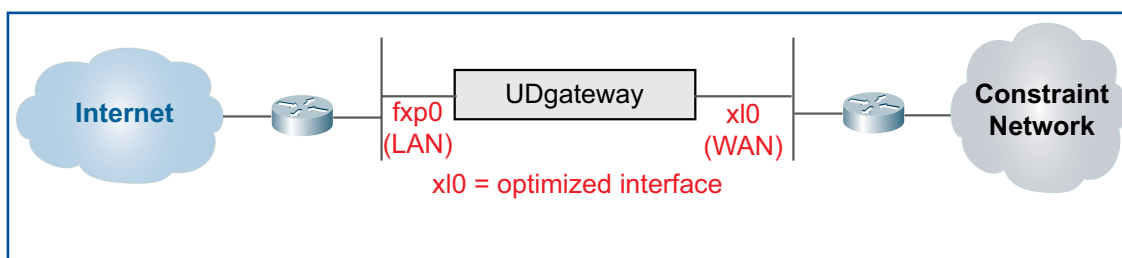 Internet
fxp0
(LAN)
UDgateway
xl0
(WAN)
Constraint
Network
xl0 = optimized interface